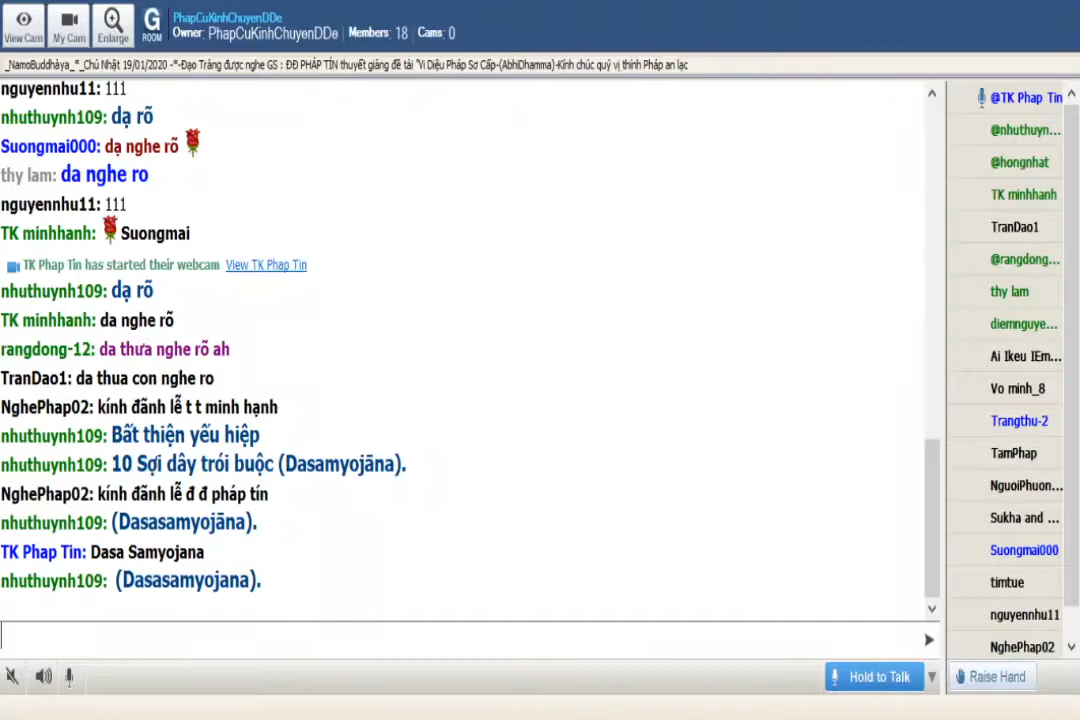 View Cam
My Cam
Enlarge
G
ROOM
PhapCuKinhChuyenDDe
Owner: PhapCuKinhChuyenDDe | Members: 18 | Cams: 0
_NamoBuddhàya_*_Chủ Nhật 19/01/2020 -*-Đạo Tràng được nghe GS : ĐĐ PHÁP TÍN thuyết giảng đề tài "Vi Diệu Pháp Sơ Cấp-(AbhiDhamma)-Kính chúc quý vị thính Pháp an lạc
nguyennhu11: 111
nhuthuynh109: dạ rõ
Suongmai000: dạ nghe rõ
thy lam: da nghe ro
nguyennhu11: 111
TK minhhanh: Suongmai
TK Phap Tin has started their webcam View TK Phap Tin
nhuthuynh109: dạ rõ
TK minhhanh: da nghe rõ
rangdong-12: da thưa nghe rõ ah
TranDao1: da thua con nghe ro
NghePhap02: kính đãnh lễ t t minh hạnh
nhuthuynh109: Bất thiện yếu hiệp
nhuthuynh109: 10 Sợi dây trói buộc (Dasamyojāna).
NghePhap02: kính đãnh lễ đ đ pháp tín
nhuthuynh109: (Dasasamyojāna).
TK Phap Tin: Dasa Samyojana
nhuthuynh109: (Dasasamyojana).
@TK Phap Tin
@nhuthuyn...
@hongnhat
TK minhhanh
TranDao1
@rangdong...
thy lam
diemnguye...
Ai Ikeu IEm...
Vo minh_8
Trangthu-2
TamPhap
NguoiPhuon...
Sukha and ...
Suongmai000
timtue
nguyennhu11
NghePhap02
Hold to Talk
Raise Hand